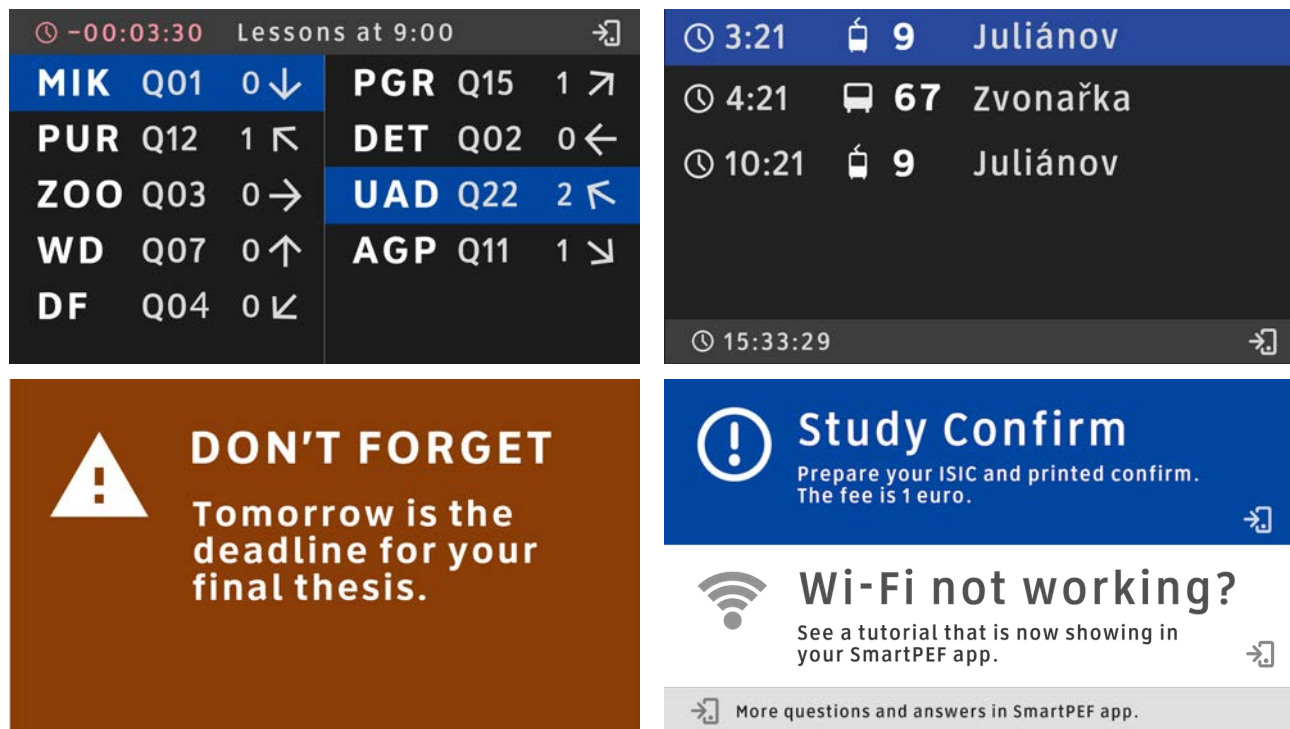 -00:03:30 Lessons at 9:00
MIK Q01 0 ↓
PUR Q12 1 ↖
ZOO Q03 0 →
WD Q07 0 ↑
DF Q04 0 ↙
PGR Q15 1 ↗
DET Q02 0 ←
UAD Q22 2 ↖
AGP Q11 1 ↘
3:21 9 Juliánov
4:21 67 Zvonařka
10:21 9 Juliánov
15:33:29
DON'T FORGET
Tomorrow is the
deadline for your
final thesis.
Study Confirm
Prepare your ISIC and printed confirm.
The fee is 1 euro.
Wi-Fi not working?
See a tutorial that is now showing in
your SmartPEF app.
More questions and answers in SmartPEF app.